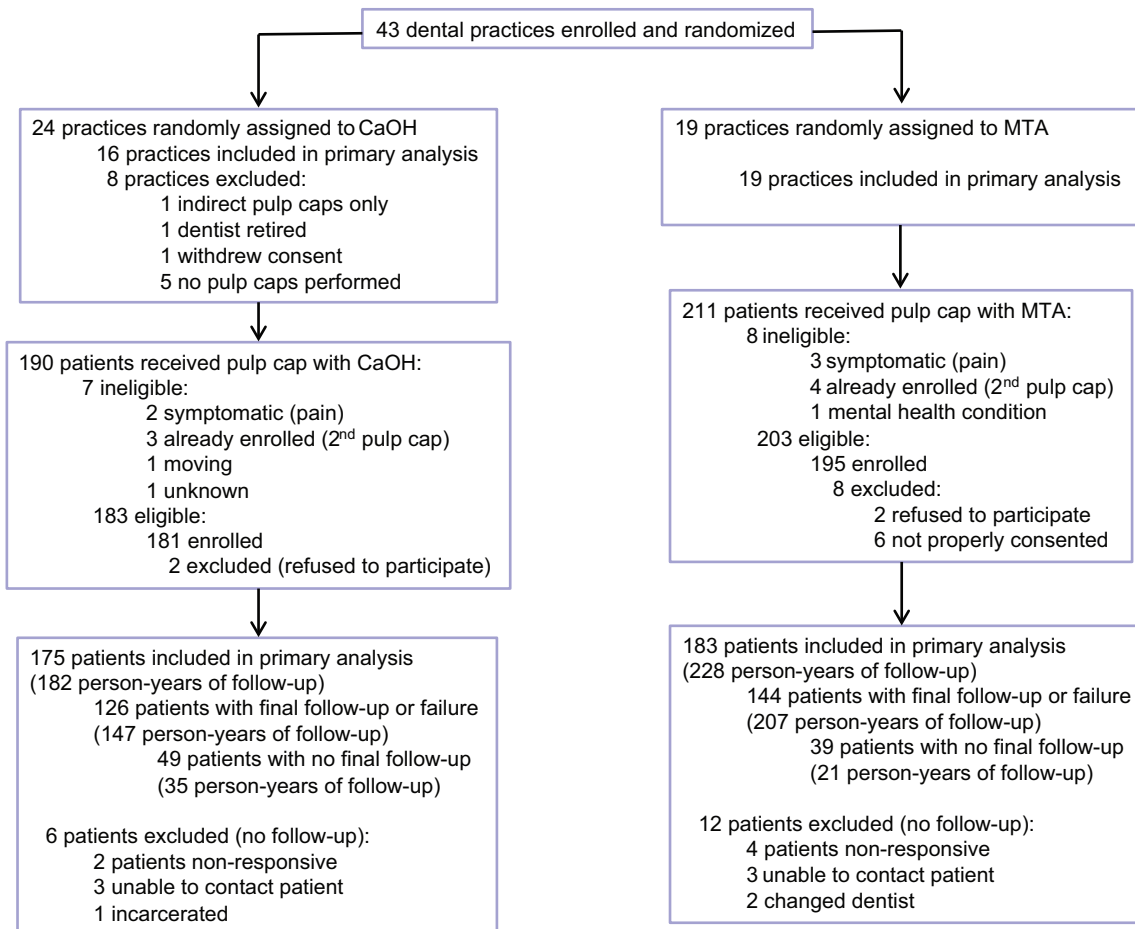 43 dental practices enrolled and randomized
24 practices randomly assigned to CaOH
16 practices included in primary analysis
8 practices excluded:
1 indirect pulp caps only
1 dentist retired
1 withdrew consent
5 no pulp caps performed
190 patients received pulp cap with CaOH:
7 ineligible:
2 symptomatic (pain)
3 already enrolled (2nd pulp cap)
1 moving
1 unknown
183 eligible:
181 enrolled
2 excluded (refused to participate)
175 patients included in primary analysis
(182 person-years of follow-up)
126 patients with final follow-up or failure
(147 person-years of follow-up)
49 patients with no final follow-up
(35 person-years of follow-up)
6 patients excluded (no follow-up):
2 patients non-responsive
3 unable to contact patient
1 incarcerated
19 practices randomly assigned to MTA
19 practices included in primary analysis
211 patients received pulp cap with MTA:
8 ineligible:
3 symptomatic (pain)
4 already enrolled (2nd pulp cap)
1 mental health condition
203 eligible:
195 enrolled
8 excluded:
2 refused to participate
6 not properly consented
183 patients included in primary analysis
(228 person-years of follow-up)
144 patients with final follow-up or failure
(207 person-years of follow-up)
39 patients with no final follow-up
(21 person-years of follow-up)
12 patients excluded (no follow-up):
4 patients non-responsive
3 unable to contact patient
2 changed dentist